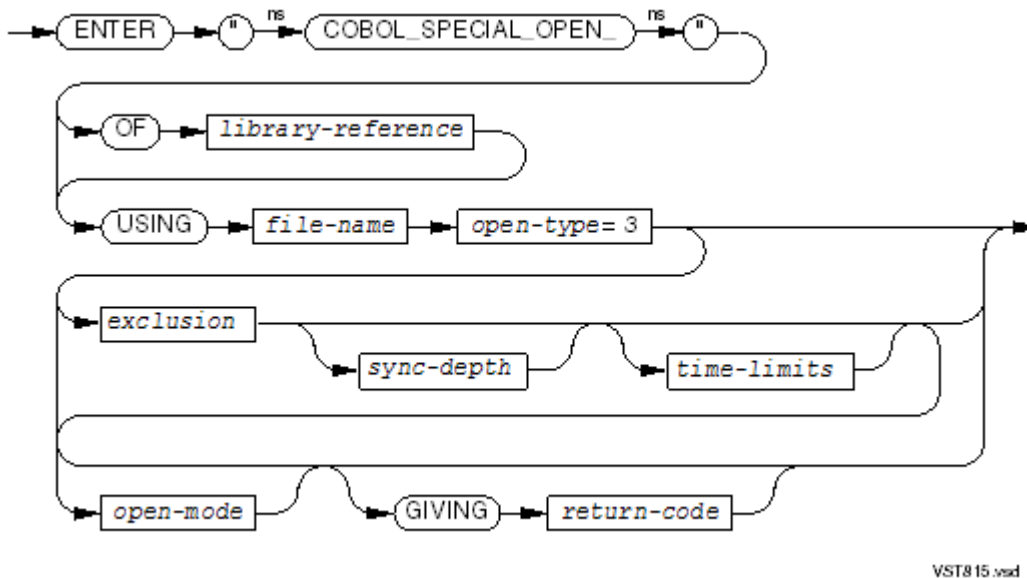 ns ns
ENTER " COBOL_SPECIAL_OPEN_ "
OF library-reference
USING file-name open-type= 3
exclusion
sync-depth time-limits
open-mode GIVING return-code
VST815.vsd